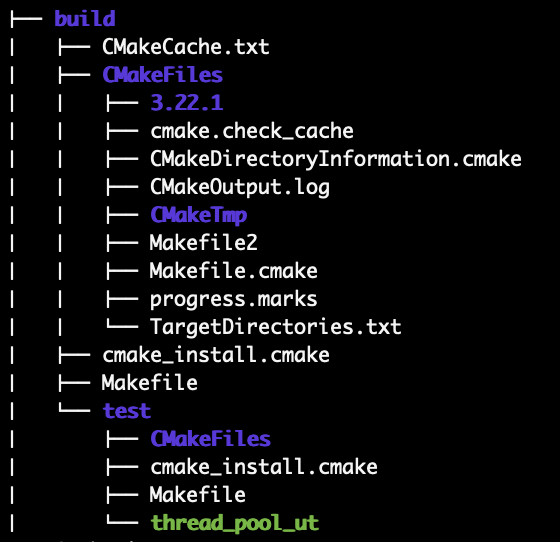 ├── build
│   ├── CMakeCache.txt
│   ├── CMakeFiles
│   │   ├── 3.22.1
│   │   ├── cmake.check_cache
│   │   ├── CMakeDirectoryInformation.cmake
│   │   ├── CMakeOutput.log
│   │   ├── CMakeTmp
│   │   ├── Makefile2
│   │   ├── Makefile.cmake
│   │   ├── progress.marks
│   │   └── TargetDirectories.txt
│   ├── cmake_install.cmake
│   ├── Makefile
│   └── test
│       ├── CMakeFiles
│       ├── cmake_install.cmake
│       ├── Makefile
│       └── thread_pool_ut